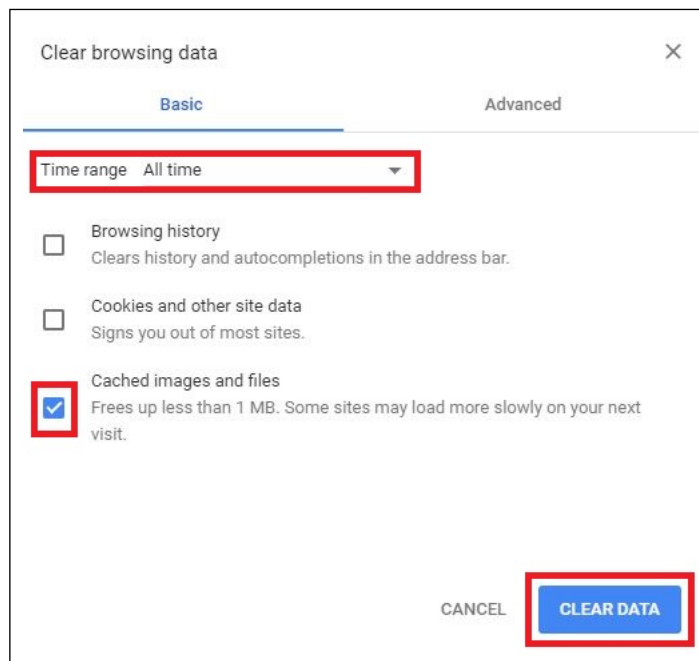 Clear browsing data
Basic Advanced
Time range All time
Browsing history
Clears history and autocompletions in the address bar.
Cookies and other site data
Signs you out of most sites.
Cached images and files
Frees up less than 1 MB. Some sites may load more slowly on your next
visit.
CANCEL CLEAR DATA